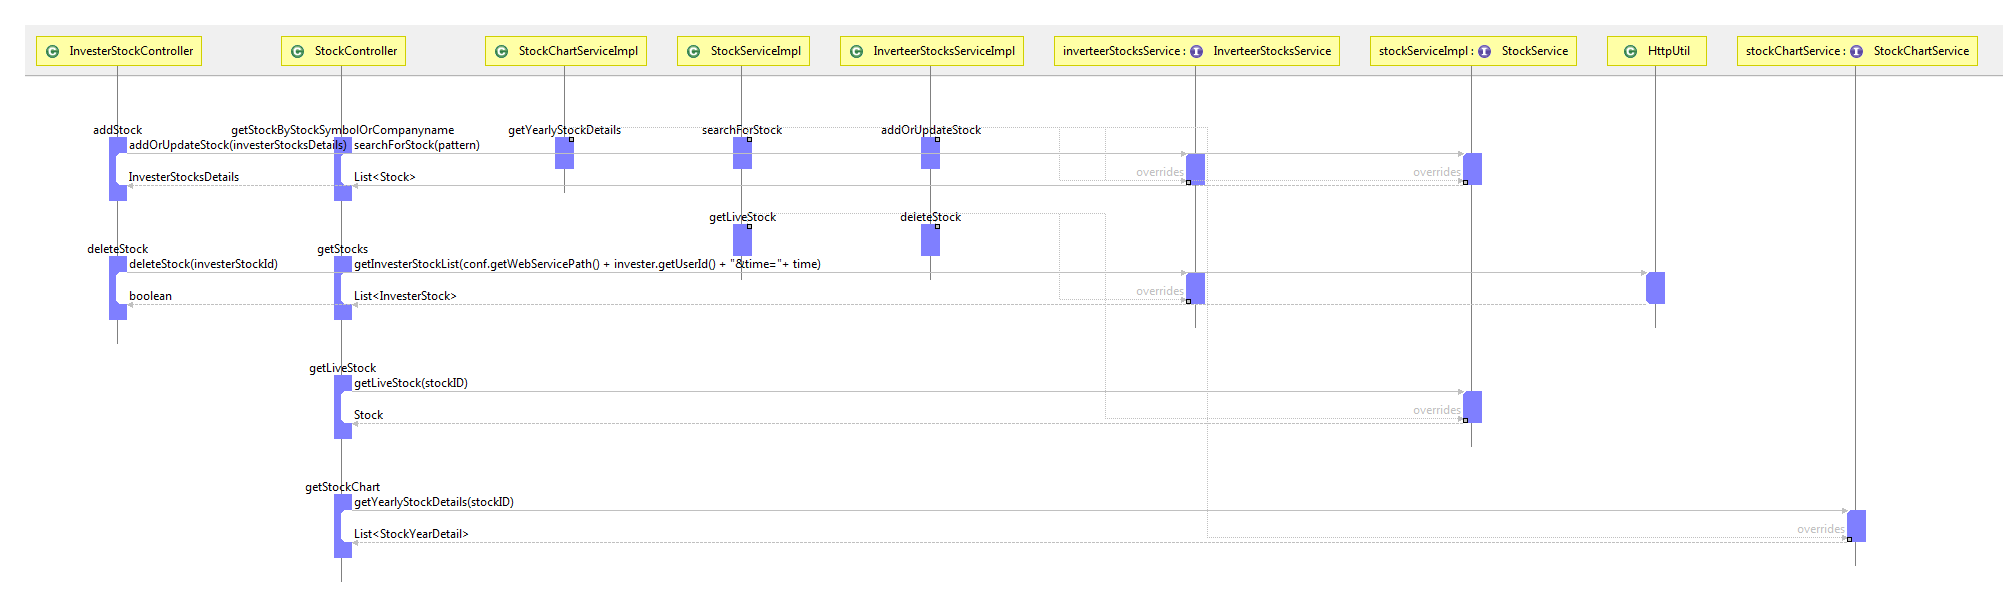 InvesterStockController
StockController
StockChartServiceImpl
StockServiceImpl
InverteerStocksServiceImpl
inverteerStocksService : InverteerStocksService
stockServiceImpl : StockService
HttpUtil
stockChartService : StockChartService
addStock
getStockByStockSymbolOrCompanyname
getYearlyStockDetails
searchForStock
addOrUpdateStock
addOrUpdateStock(investerStocksDetails)
searchForStock(pattern)
overrides
overrides
InvesterStocksDetails
List<Stock>
getLiveStock
deleteStock
deleteStock
getStocks
deleteStock(investerStockId)
getInvesterStockList(conf.getWebServicePath() + invester.getUserId() + "&time="+ time)
overrides
boolean
List<InvesterStock>
getLiveStock
getLiveStock(stockID)
overrides
Stock
getStockChart
getYearlyStockDetails(stockID)
overrides
List<StockYearDetail>